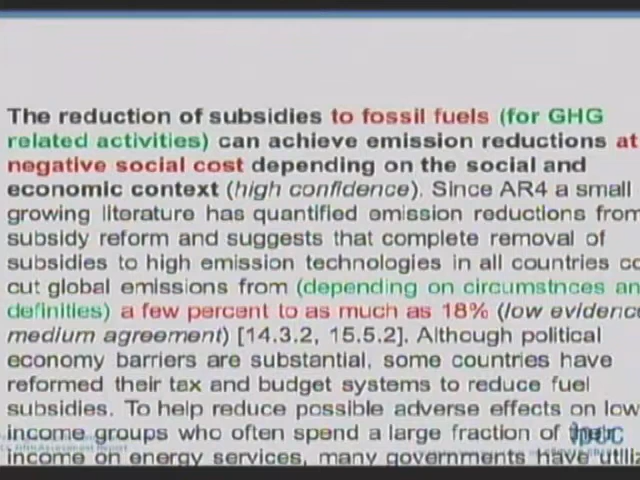 The reduction of subsidies to fossil fuels (for GHG
related activities) can achieve emission reductions at
negative social cost depending on the social and
economic context (high confidence). Since AR4 a small
growing literature has quantified emission reductions from
subsidy reform and suggests that complete removal of
subsidies to high emission technologies in all countries co
cut global emissions from (depending on circumstnces an
definities) a few percent to as much as 18% (low evidence
medium agreement) [14.3.2, 15.5.2]. Although political
economy barriers are substantial, some countries have
reformed their tax and budget systems to reduce fuel
subsidies. To help reduce possible adverse effects on low
income groups who often spend a large fraction of their
income on energy services, many governments have utiliz
ipcc